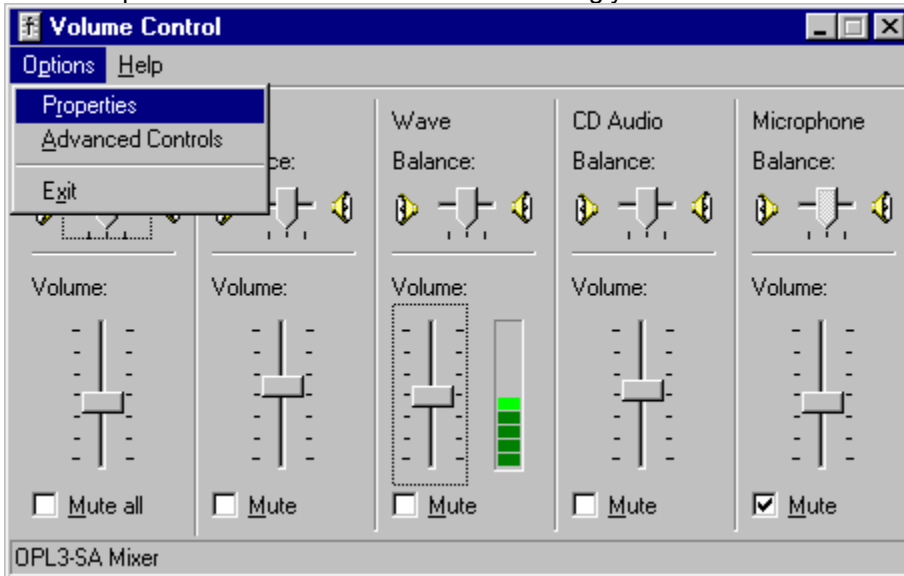 Volume Control
Options Help
Properties
Advanced Controls
Exit
Wave CD Audio Microphone
Balance: Balance: Balance:
Volume: Volume: Volume: Volume: Volume:
Mute all Mute Mute Mute Mute
OPL3-SA Mixer